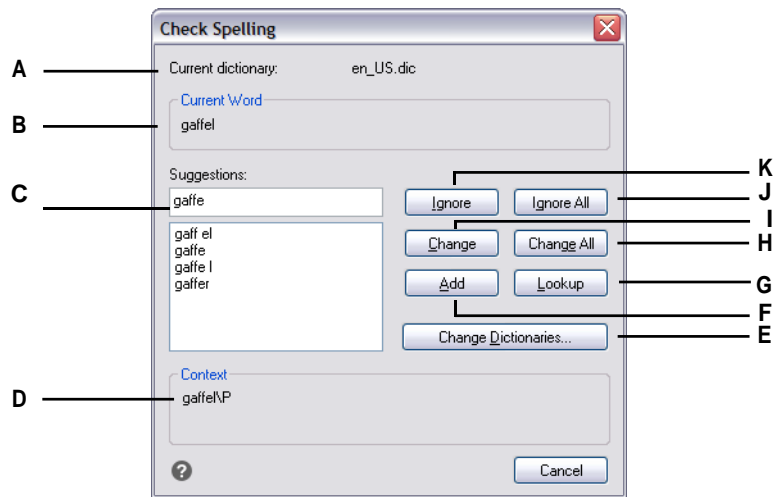 Check Spelling
A
Current dictionary: en_US.dic
Current Word
B
gaffel
Suggestions:
K
C
gaffe
Ignore
Ignore All
J
I
gaff el
gaffe
gaffe l
gaffer
Change
Change All
H
Add
Lookup
G
F
Change Dictionaries...
E
Context
D
gaffel\P
?
Cancel